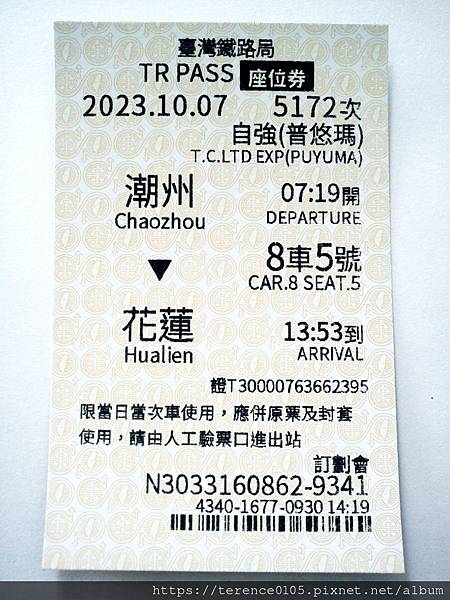 臺灣鐵路局
TR PASS 座位券
2023.10.07 5172次
自強(普悠瑪)
T.C.LTD EXP(PUYUMA)
潮州 07:19開
Chaozhou DEPARTURE
▼ 8車5號
CAR.8 SEAT.5
花蓮 13:53到
Hualien ARRIVAL
證T30000763662395
限當日當次車使用，應併原票及封套
使用，請由人工驗票口進出站
訂劃會
N3033160862-9341
4340-1677-0930 14:19
https://terence0105.pixnet.net/album